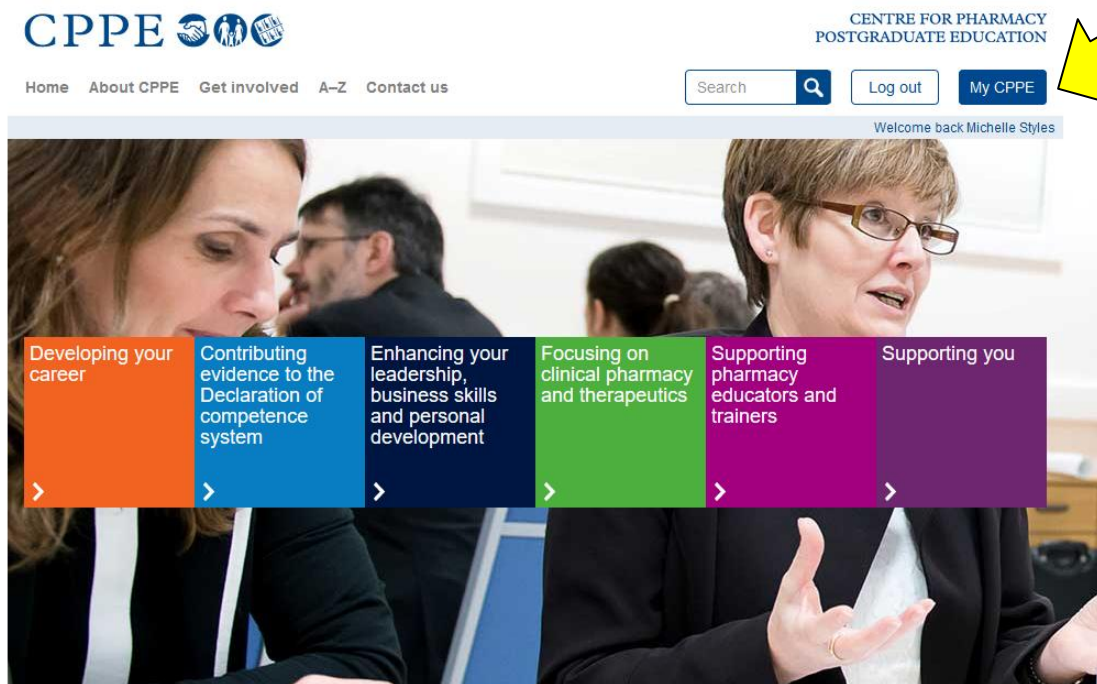 CPPE
CENTRE FOR PHARMACY
POSTGRADUATE EDUCATION
Home About CPPE Get involved A–Z Contact us
Search
Log out
My CPPE
Welcome back Michelle Styles
Developing your
career
Contributing
evidence to the
Declaration of
competence
system
Enhancing your
leadership,
business skills
and personal
development
Focusing on
clinical pharmacy
and therapeutics
Supporting
pharmacy
educators and
trainers
Supporting you